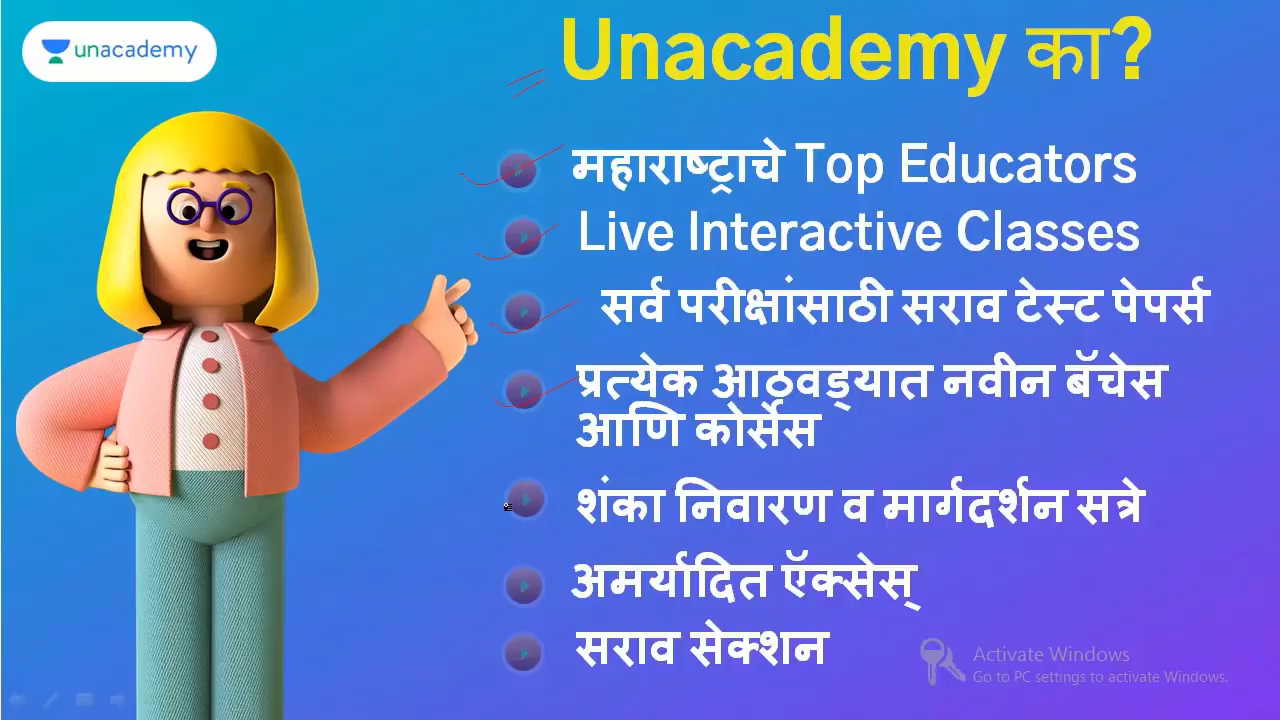 unacademy
Unacademy का?
महाराष्ट्राचे Top Educators
Live Interactive Classes
सर्व परीक्षांसाठी सराव टेस्ट पेपर्स
प्रत्येक आठवड्यात नवीन बॅचेस
आणि कोर्सेस
शंका निवारण व मार्गदर्शन सत्रे
अमर्यादित ऍक्सेस्
सराव सेक्शन
Activate Windows
Go to PC settings to activate Windows.